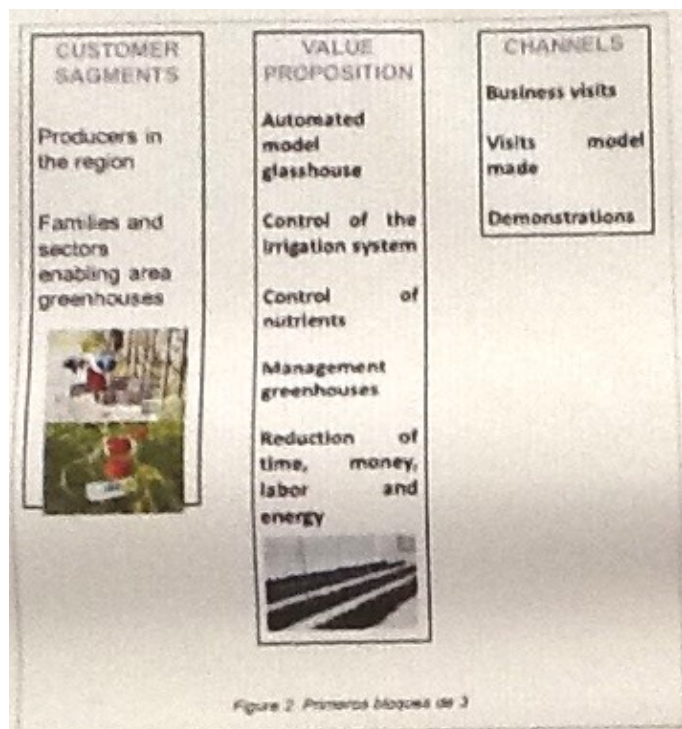 CUSTOMER
SAGMENTS
Producers in
the region
Families and
sectors
enabling area
greenhouses
VALUE
PROPOSITION
Automated
model
glasshouse
Control of the
irrigation system
Control of
nutrients
Management
greenhouses
Reduction of
time, money,
labor and
energy
CHANNELS
Business visits
Visits model
made
Demonstrations
Figure 2. Primeros bloques de 3